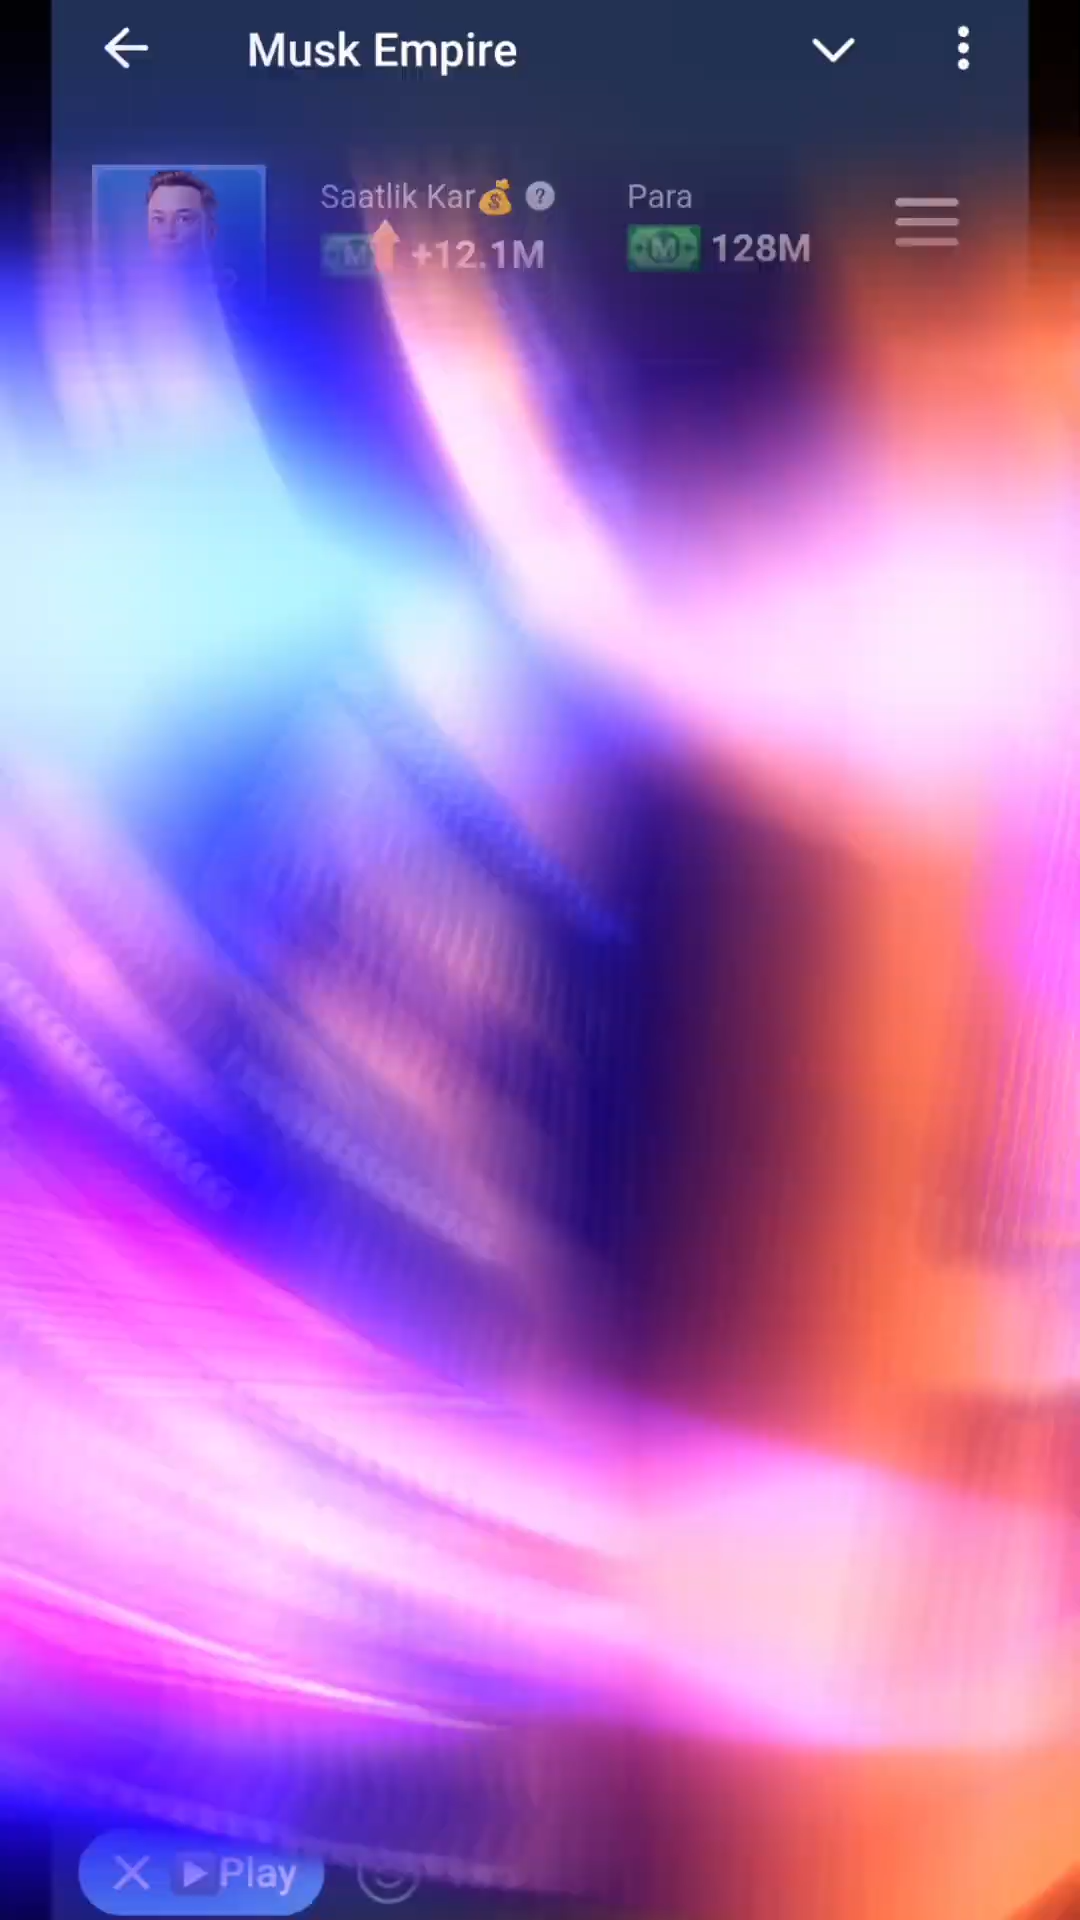 Musk Empire
Saatlik Kar ?
+12.1M
Para
M 128M
Play